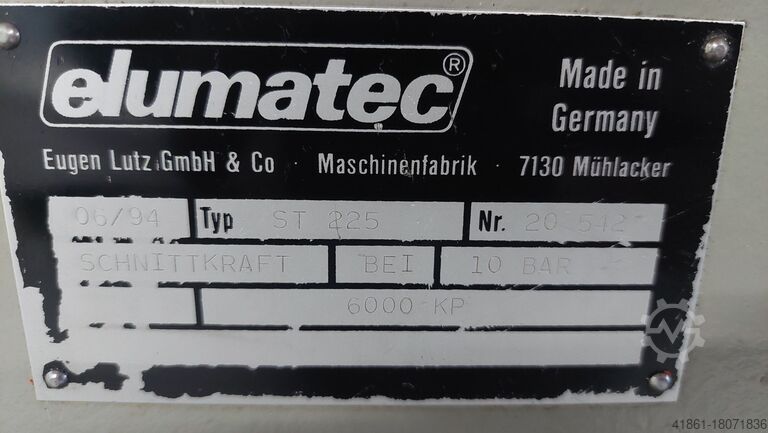 elumatec®
Made in
Germany
Eugen Lutz GmbH & Co · Maschinenfabrik · 7130 Mühlacker
06/94 Typ ST 225 Nr. 20 542
SCHNITTKRAFT BEI 10 BAR
6000 KP
41861-18071836